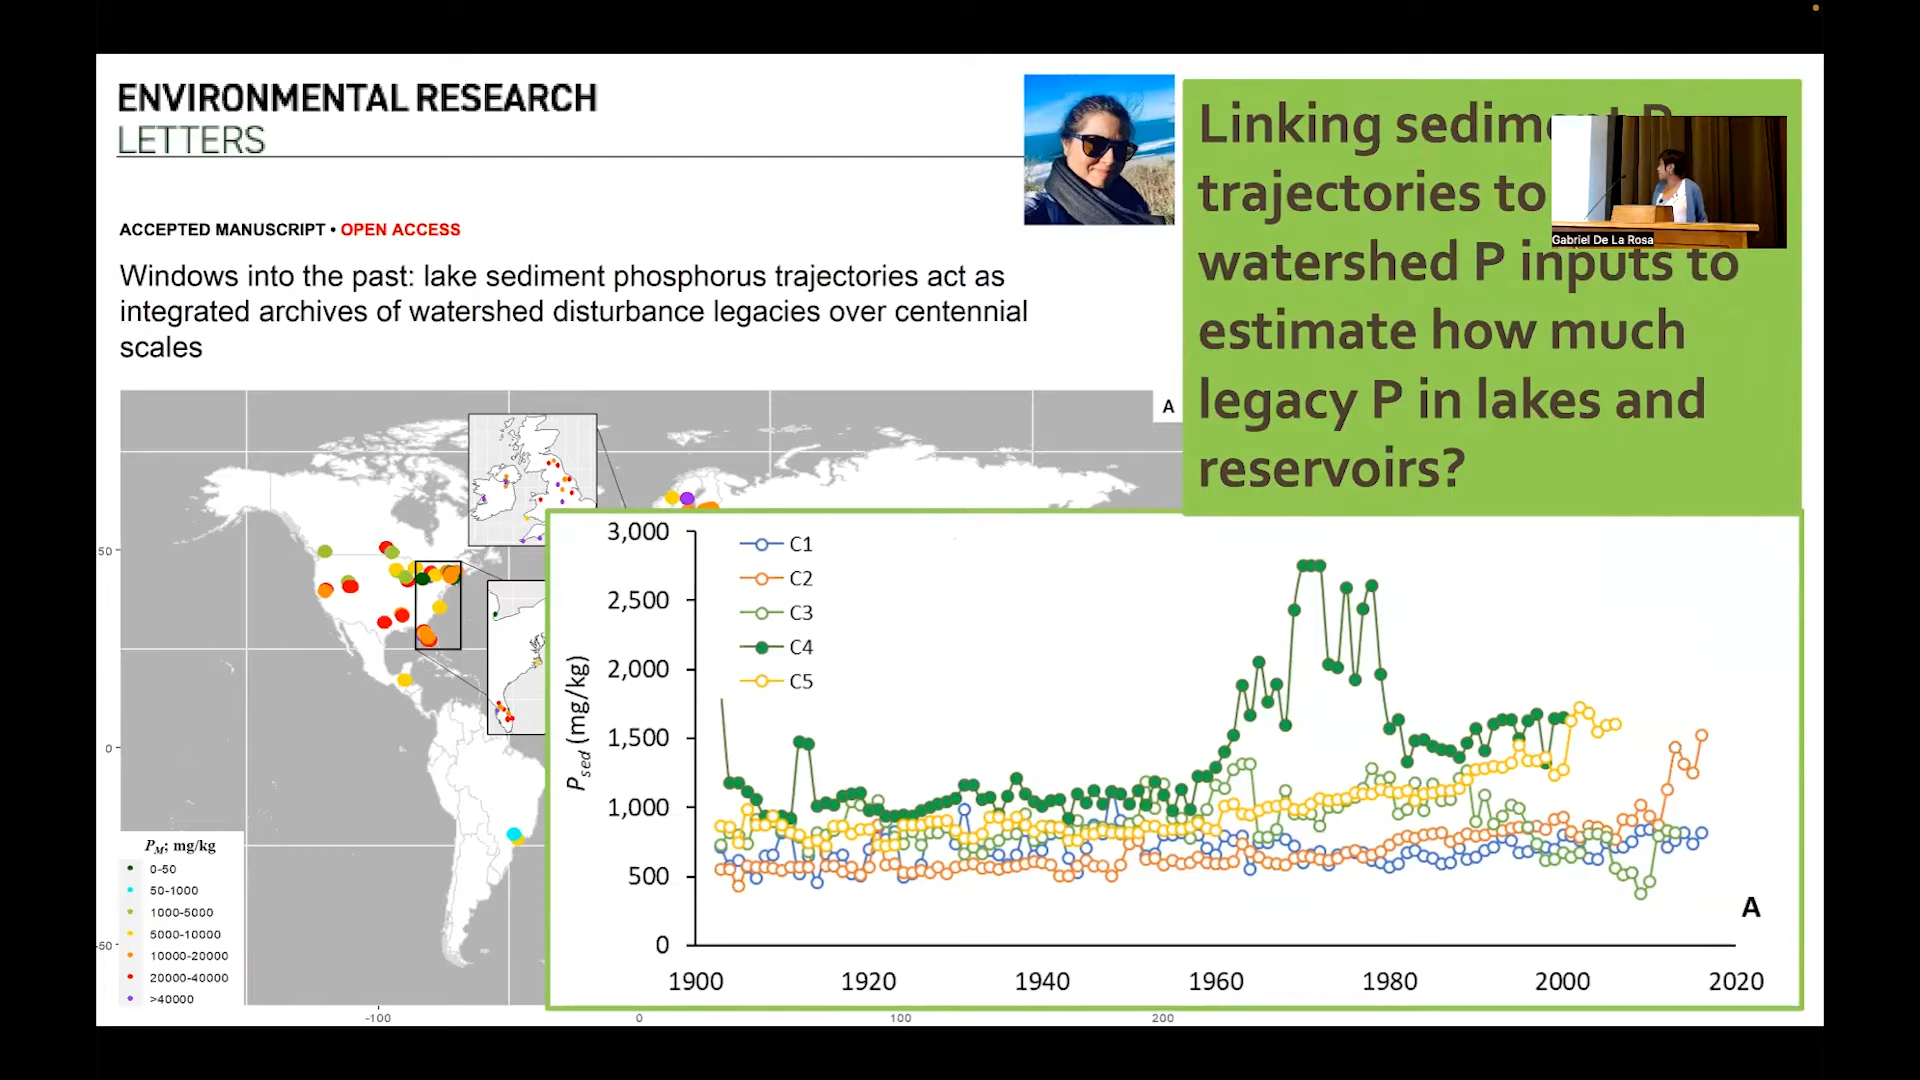 ENVIRONMENTAL RESEARCH
LETTERS
ACCEPTED MANUSCRIPT • OPEN ACCESS
Windows into the past: lake sediment phosphorus trajectories act as
integrated archives of watershed disturbance legacies over centennial
scales
Linking sediment P
trajectories to
watershed P inputs to
estimate how much
legacy P in lakes and
reservoirs?
Gabriel De La Rosa
A
50
0
-50
-100
0
100
200
P_M; mg/kg
0-50
50-1000
1000-5000
5000-10000
10000-20000
20000-40000
>40000
P_sed (mg/kg)
3,000
2,500
2,000
1,500
1,000
500
0
C1
C2
C3
C4
C5
A
1900
1920
1940
1960
1980
2000
2020